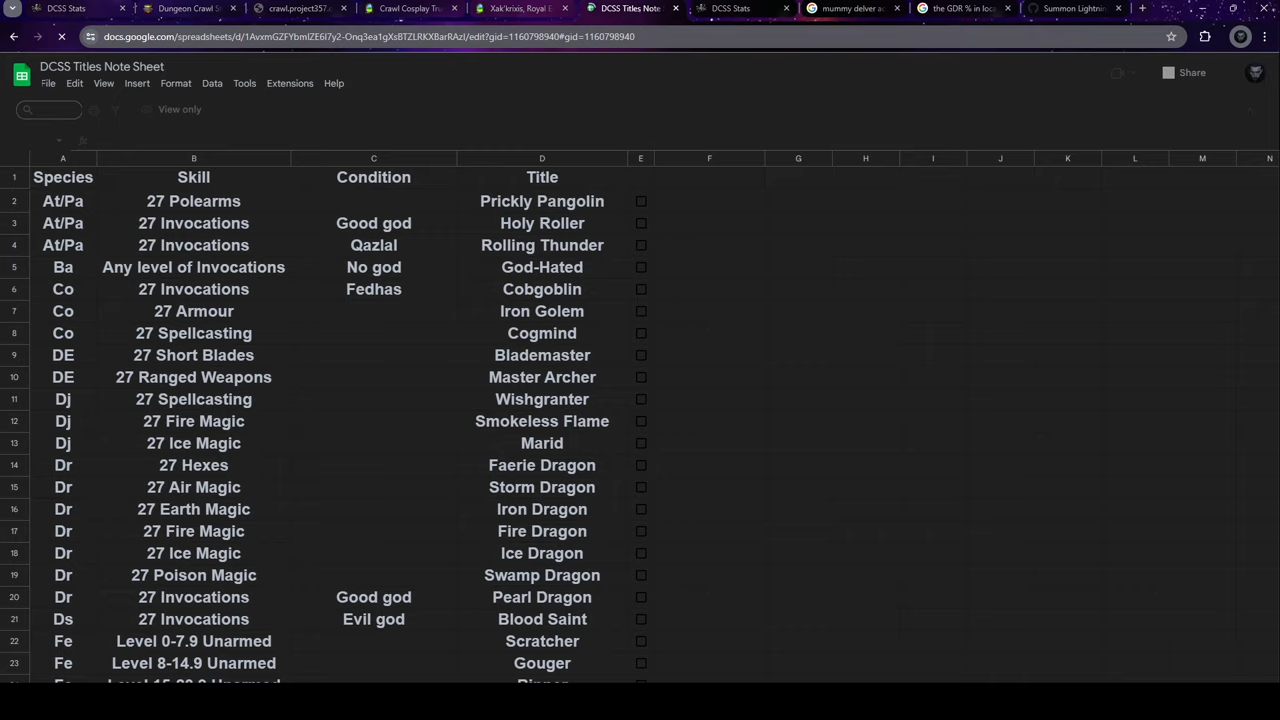 DCSS Stats
Dungeon Crawl S
crawl.project357.
Crawl Cosplay Tru
Xak'krixis, Royal E
DCSS Titles Note
DCSS Stats
mummy delver ac
the GDR % in loca
Summon Lightnin
docs.google.com/spreadsheets/d/1AvxmGZFYbmIZE6I7y2-Onq3ea1gXsBTZLRKXBarRAzI/edit?gid=1160798940#gid=1160798940
DCSS Titles Note Sheet
File Edit View Insert Format Data Tools Extensions Help
Share
View only
A B C D E F G H I J K L M N
1 Species Skill Condition Title
2 At/Pa 27 Polearms Prickly Pangolin
3 At/Pa 27 Invocations Good god Holy Roller
4 At/Pa 27 Invocations Qazlal Rolling Thunder
5 Ba Any level of Invocations No god God-Hated
6 Co 27 Invocations Fedhas Cobgoblin
7 Co 27 Armour Iron Golem
8 Co 27 Spellcasting Cogmind
9 DE 27 Short Blades Blademaster
10 DE 27 Ranged Weapons Master Archer
11 Dj 27 Spellcasting Wishgranter
12 Dj 27 Fire Magic Smokeless Flame
13 Dj 27 Ice Magic Marid
14 Dr 27 Hexes Faerie Dragon
15 Dr 27 Air Magic Storm Dragon
16 Dr 27 Earth Magic Iron Dragon
17 Dr 27 Fire Magic Fire Dragon
18 Dr 27 Ice Magic Ice Dragon
19 Dr 27 Poison Magic Swamp Dragon
20 Dr 27 Invocations Good god Pearl Dragon
21 Ds 27 Invocations Evil god Blood Saint
22 Fe Level 0-7.9 Unarmed Scratcher
23 Fe Level 8-14.9 Unarmed Gouger